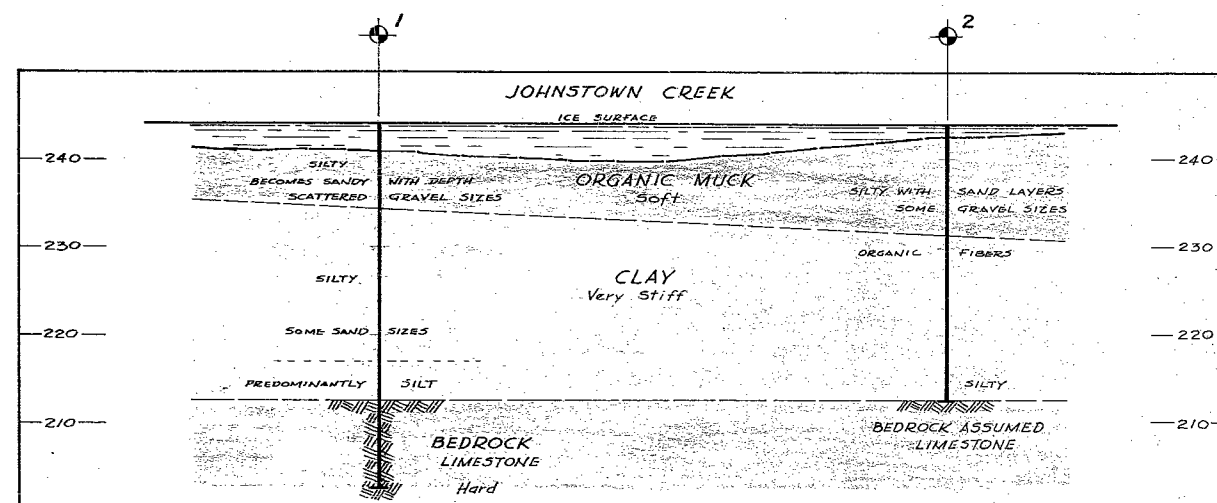 1
2
JOHNSTOWN CREEK
ICE SURFACE
240
240
SILTY
BECOMES SANDY WITH DEPTH
SCATTERED GRAVEL SIZES
ORGANIC MUCK
Soft
SILTY WITH SAND LAYERS
SOME GRAVEL SIZES
230
230
ORGANIC FIBERS
SILTY
CLAY
Very Stiff
220
220
SOME SAND SIZES
PREDOMINANTLY SILT
SILTY
210
210
BEDROCK
LIMESTONE
Hard
BEDROCK ASSUMED
LIMESTONE